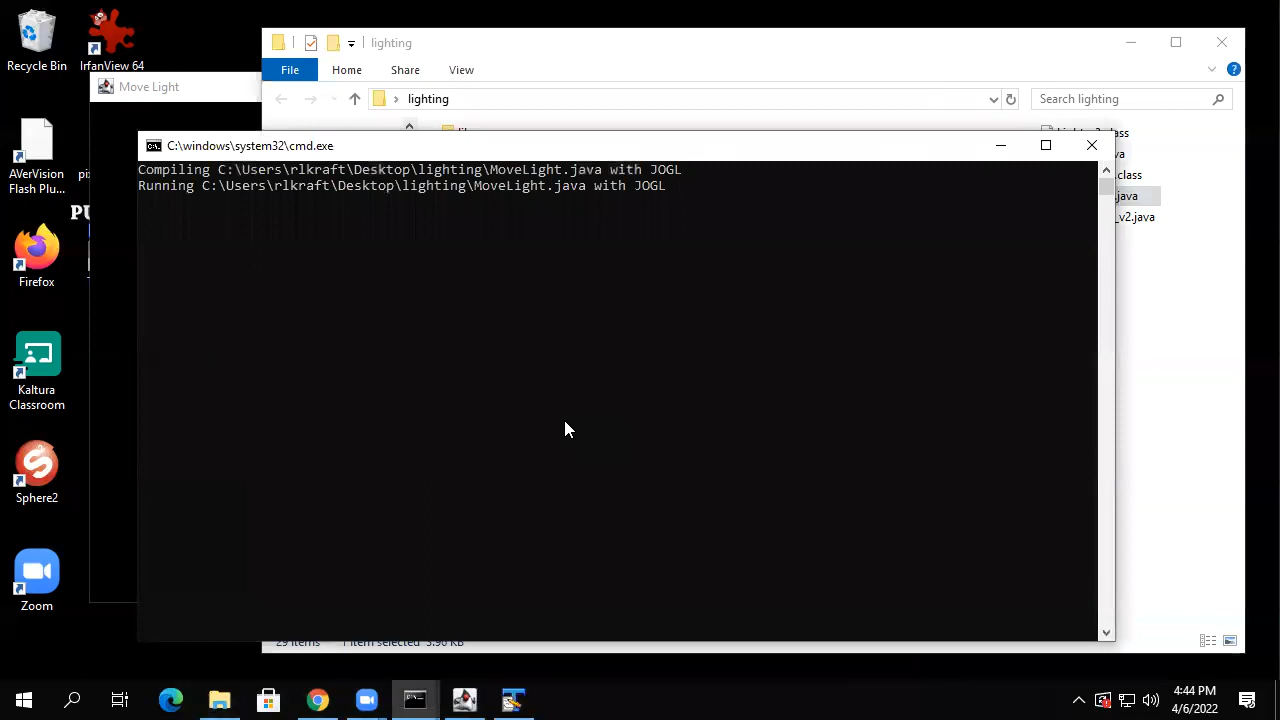 Recycle Bin
IrfanView 64
AVerVision
Flash Plu...
Firefox
Kaltura
Classroom
Sphere2
Zoom
Move Light
lighting
File
Home
Share
View
lighting
Search lighting
C:\windows\system32\cmd.exe
Compiling C:\Users\rlkraft\Desktop\lighting\MoveLight.java with JOGL
Running C:\Users\rlkraft\Desktop\lighting\MoveLight.java with JOGL
class
.java
_v2.java
29 items
1 item selected
4:44 PM
4/6/2022